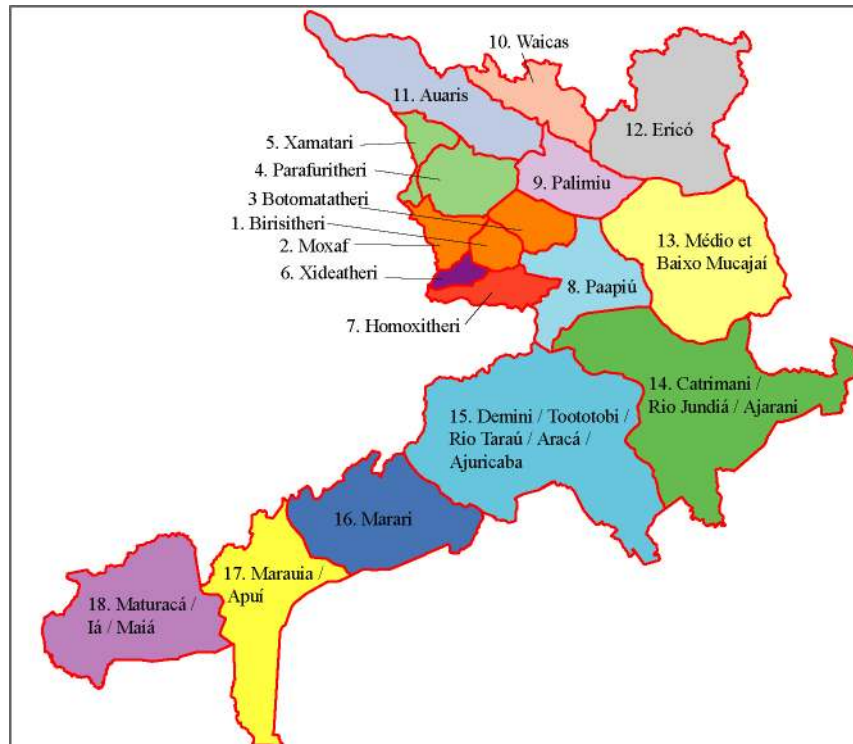 10. Waicas
11. Auaris
12. Ericó
5. Xamatari
4. Parafuritheri
9. Palimiu
3 Botomatatheri
1. Birisitheri
2. Moxaf
13. Médio et
Baixo Mucajaí
6. Xideatheri
8. Paapiú
7. Homoxitheri
14. Catrimani /
Rio Jundiá / Ajarani
15. Demini / Toototobi /
Rio Taraú / Aracá /
Ajuricaba
16. Marari
17. Marauia /
Apuí
18. Maturacá /
Iá / Maiá